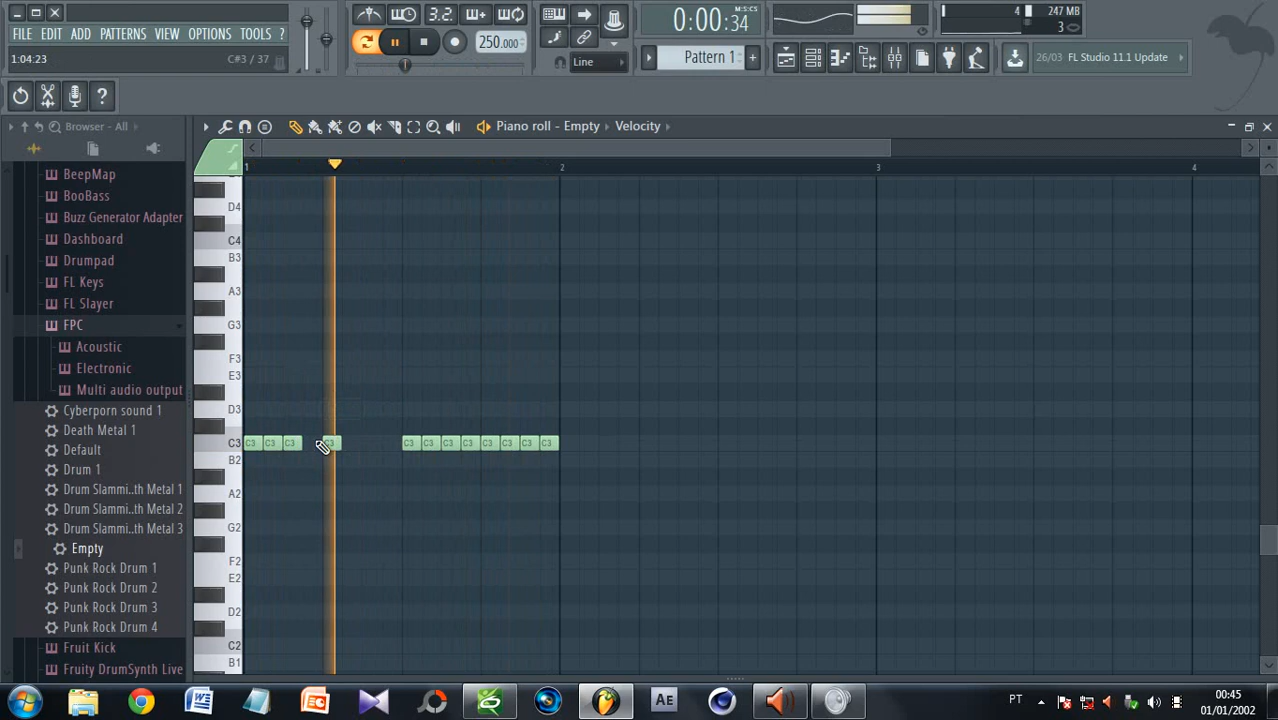 FILE EDIT ADD PATTERNS VIEW OPTIONS TOOLS ?
1:04:23 C#3 / 37
3.2..
250.000
Line
0:00:34
M:S:CS
Pattern 1
4
247 MB
3
26/03 FL Studio 11.1 Update
?
Browser - All
Piano roll - Empty Velocity
BeepMap
BooBass
Buzz Generator Adapter
Dashboard
Drumpad
FL Keys
FL Slayer
FPC
Acoustic
Electronic
Multi audio output
Cyberporn sound 1
Death Metal 1
Default
Drum 1
Drum Slammi..th Metal 1
Drum Slammi..th Metal 2
Drum Slammi..th Metal 3
Empty
Punk Rock Drum 1
Punk Rock Drum 2
Punk Rock Drum 3
Punk Rock Drum 4
Fruit Kick
Fruity DrumSynth Live
1 2 3 4
D4
C4
B3
A3
G3
F3
E3
D3
C3 C3 C3 C3 C3 C3 C3 C3 C3 C3 C3 C3 C3
B2
A2
G2
F2
E2
D2
C2
B1
Ae
PT
00:45
01/01/2002